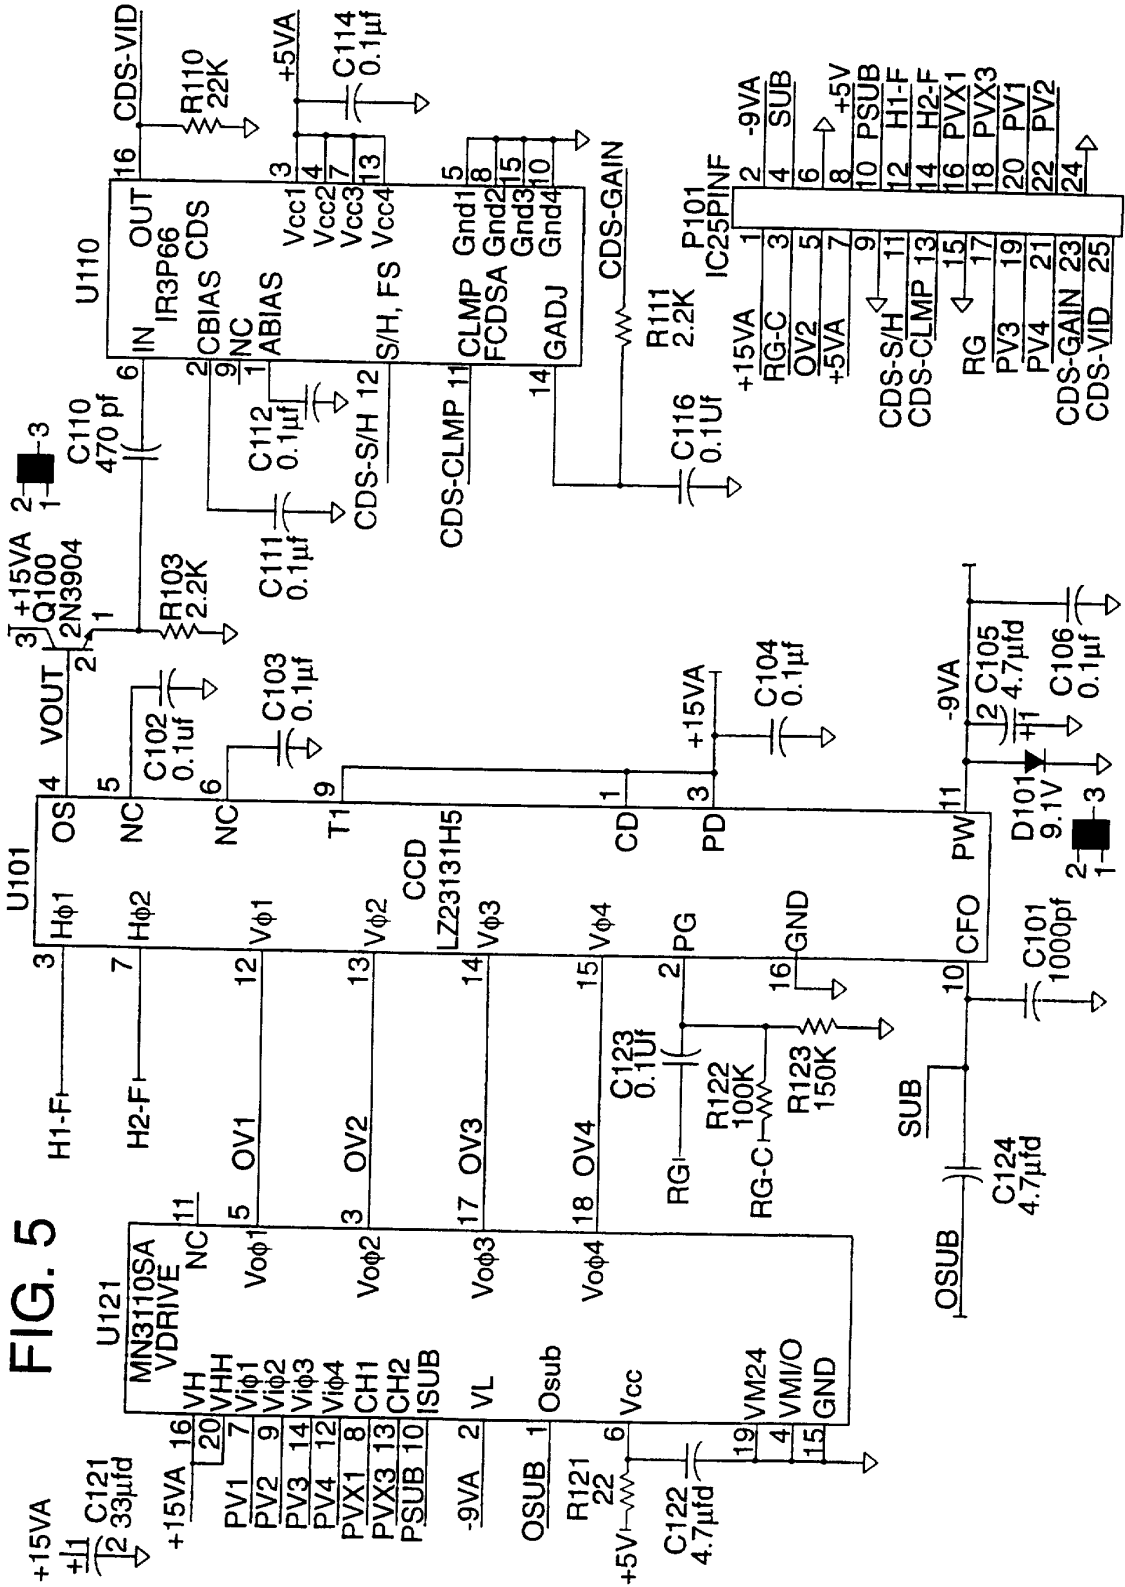 FIG. 5
+15VA
+1
2
C121
33µfd
U121
MN3110SA
VDRIVE
+15VA
16
VH
20
VHH
PV1
7
Viϕ1
PV2
9
Viϕ2
PV3
14
Viϕ3
PV4
12
Viϕ4
PVX1
8
CH1
PVX3
13
CH2
PSUB
10
ISUB
-9VA
2
VL
OSUB
1
Osub
+5V
R121
22
6
Vcc
C122
4.7µfd
19
VM24
4
VMI/O
15
GND
NC
11
Voϕ1
5
OV1
Voϕ2
3
OV2
Voϕ3
17
OV3
Voϕ4
18
OV4
H1-F
H2-F
U101
CCD
LZ23131H5
3
Hϕ1
7
Hϕ2
12
Vϕ1
13
Vϕ2
14
Vϕ3
15
Vϕ4
2
PG
16
GND
10
CFO
RG
C123
0.1Uf
RG-C
R122
100K
R123
150K
SUB
OSUB
C124
4.7µfd
C101
1000pf
OS
4
VOUT
NC
5
C102
0.1uf
NC
6
C103
0.1µf
T1
9
CD
1
PD
3
+15VA
C104
0.1µf
PW
11
-9VA
D101
9.1V
2
1
3
2
+1
C105
4.7µfd
C106
0.1µf
3
+15VA
Q100
2N3904
2
1
2
1
3
R103
2.2K
C110
470 pf
U110
IR3P66
CDS
6
IN
2
CBIAS
9
NC
1
ABIAS
C111
0.1µf
C112
0.1µf
CDS-S/H
12
S/H, FS
CDS-CLMP
11
CLMP
FCDSA
14
GADJ
OUT
16
CDS-VID
R110
22K
Vcc1
3
Vcc2
4
Vcc3
7
Vcc4
13
+5VA
C114
0.1µf
Gnd1
5
Gnd2
8
Gnd3
15
Gnd4
10
CDS-GAIN
R111
2.2K
C116
0.1Uf
P101
IC25PINF
+15VA
1
2
-9VA
RG-C
3
4
SUB
OV2
5
6
+5VA
7
8
+5V
9
10
PSUB
CDS-S/H
11
12
H1-F
CDS-CLMP
13
14
H2-F
15
16
PVX1
RG
17
18
PVX3
PV3
19
20
PV1
PV4
21
22
PV2
CDS-GAIN
23
24
CDS-VID
25